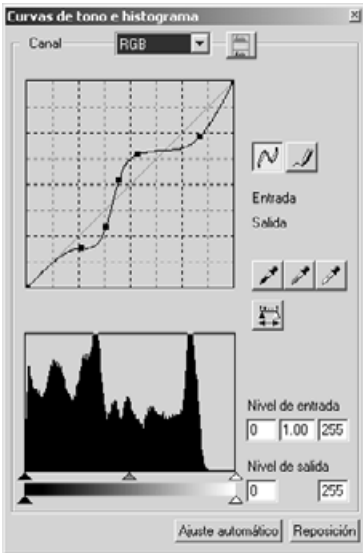 Curvas de tono e histograma
Canal RGB
Entrada
Salida
Nivel de entrada
0 1.00 255
Nivel de salida
0 255
Ajuste automático Reposición